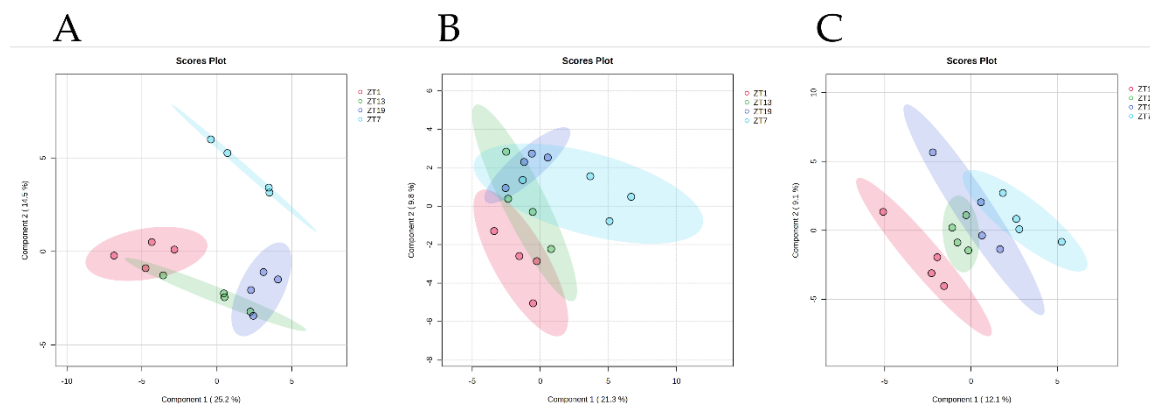 A
B
C
Scores Plot
Scores Plot
Scores Plot
ZT1
ZT13
ZT19
ZT7
ZT1
ZT13
ZT19
ZT7
ZT1
ZT1
ZT1
ZT7
Component 2 ( 14.5 %)
5
0
-5
-10
-5
0
5
Component 1 ( 25.2 %)
Component 2 ( 9.8 %)
6
4
2
0
-2
-4
-6
-8
-5
0
5
10
Component 1 ( 21.3 %)
Component 2 ( 9.1 %)
10
5
0
-5
-5
0
5
Component 1 ( 12.1 %)